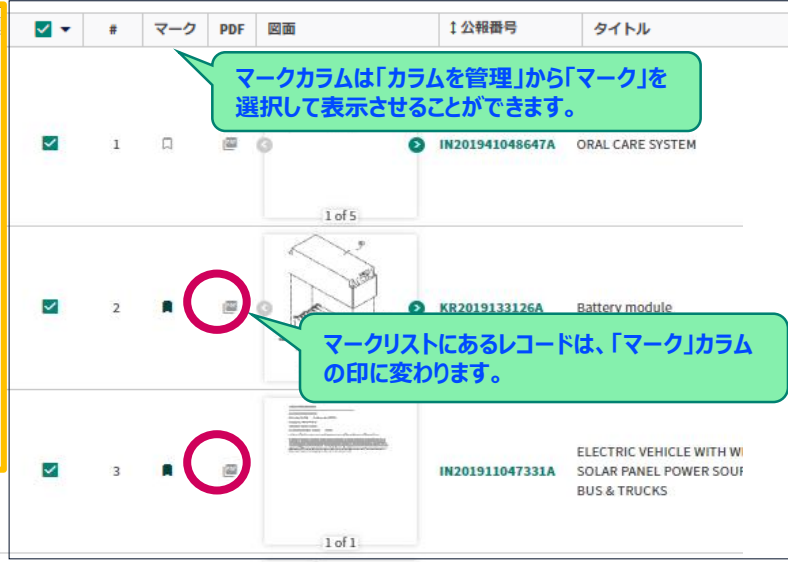 # マーク PDF 図面 ↕公報番号 タイトル
マークカラムは「カラムを管理」から「マーク」を
選択して表示させることができます。
1 IN201941048647A ORAL CARE SYSTEM
1 of 5
2 KR2019133126A Battery module
マークリストにあるレコードは、「マーク」カラム
の印に変わります。
3 IN201911047331A
ELECTRIC VEHICLE WITH
SOLAR PANEL POWER
BUS & TRUCKS
1 of 1